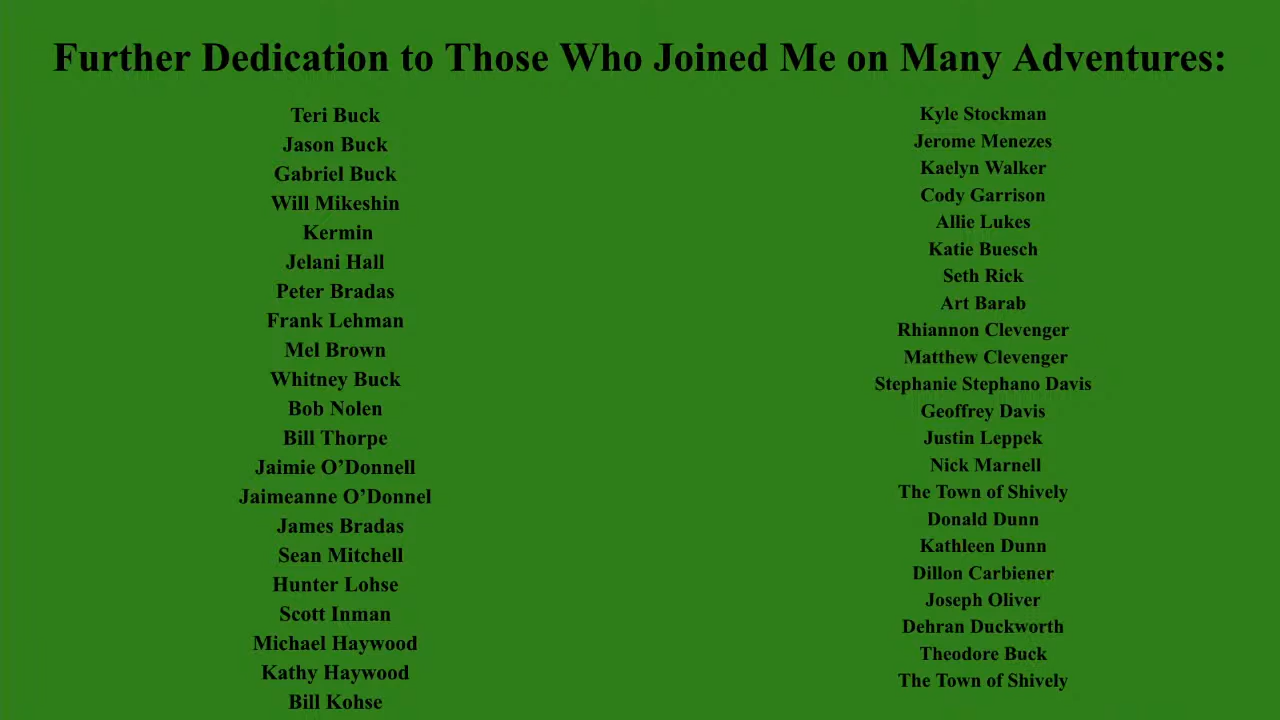 Further Dedication to Those Who Joined Me on Many Adventures:
Teri Buck
Jason Buck
Gabriel Buck
Will Mikeshin
Kermin
Jelani Hall
Peter Bradas
Frank Lehman
Mel Brown
Whitney Buck
Bob Nolen
Bill Thorpe
Jaimie O’Donnell
Jaimeanne O’Donnel
James Bradas
Sean Mitchell
Hunter Lohse
Scott Inman
Michael Haywood
Kathy Haywood
Bill Kohse
Kyle Stockman
Jerome Menezes
Kaelyn Walker
Cody Garrison
Allie Lukes
Katie Buesch
Seth Rick
Art Barab
Rhiannon Clevenger
Matthew Clevenger
Stephanie Stephano Davis
Geoffrey Davis
Justin Leppek
Nick Marnell
The Town of Shively
Donald Dunn
Kathleen Dunn
Dillon Carbiener
Joseph Oliver
Dehran Duckworth
Theodore Buck
The Town of Shively